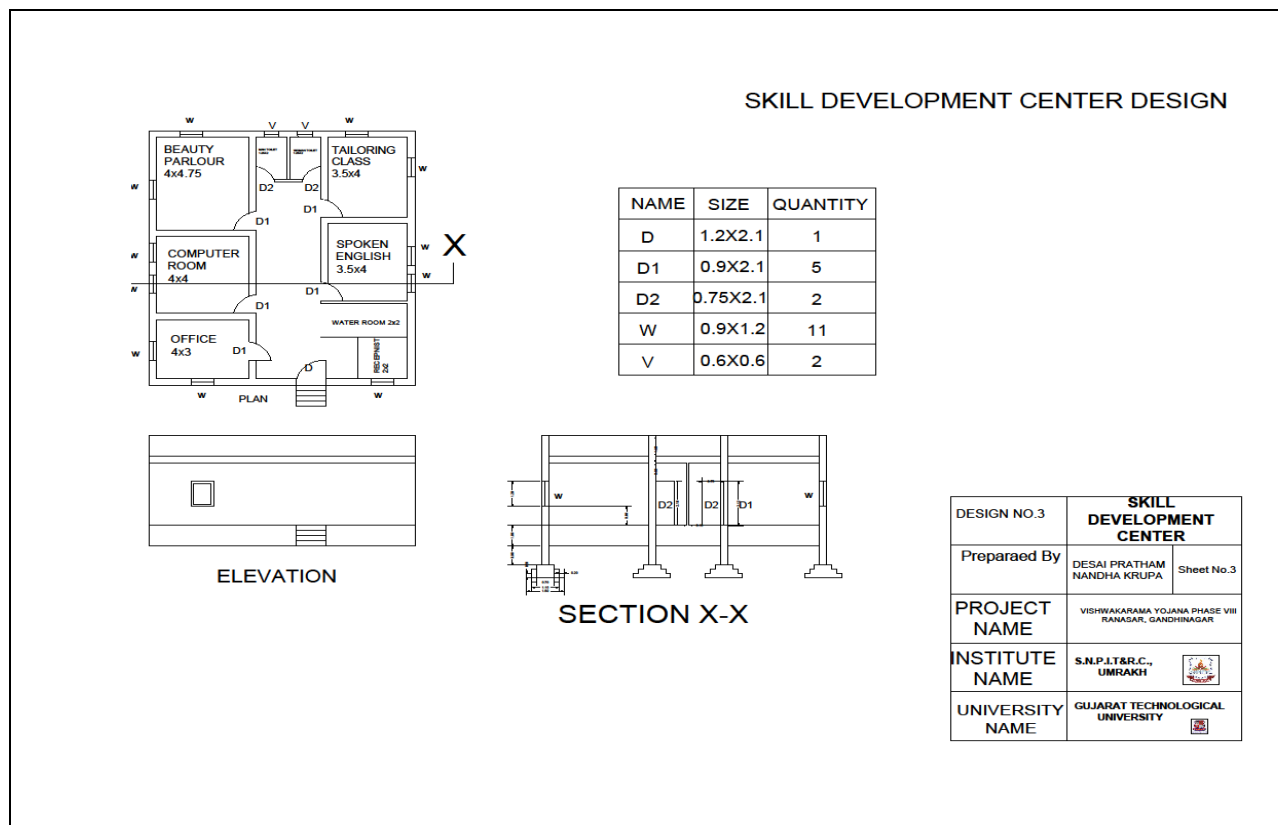 SKILL DEVELOPMENT CENTER DESIGN
W
V
V
W
BEAUTY
PARLOUR
4x4.75
TAILORING
CLASS
3.5x4
W
W
D2
D2
D1
D1
COMPUTER
ROOM
4x4
SPOKEN
ENGLISH
3.5x4
W
W
X
W
W
D1
D1
WATER ROOM 2x2
OFFICE
4x3
D1
W
D
2x2
W
W
PLAN
NAME SIZE QUANTITY
D 1.2X2.1 1
D1 0.9X2.1 5
D2 0.75X2.1 2
W 0.9X1.2 11
V 0.6X0.6 2
ELEVATION
W
D2
D2
D1
W
SECTION X-X
DESIGN NO.3
SKILL
DEVELOPMENT
CENTER
Preparaed By
DESAI PRATHAM
NANDHA KRUPA
Sheet No.3
PROJECT
NAME
VISHWAKARAMA YOJANA PHASE VIII
RANASAR, GANDHINAGAR
INSTITUTE
NAME
S.N.P.I.T&R.C.,
UMRAKH
UNIVERSITY
NAME
GUJARAT TECHNOLOGICAL
UNIVERSITY